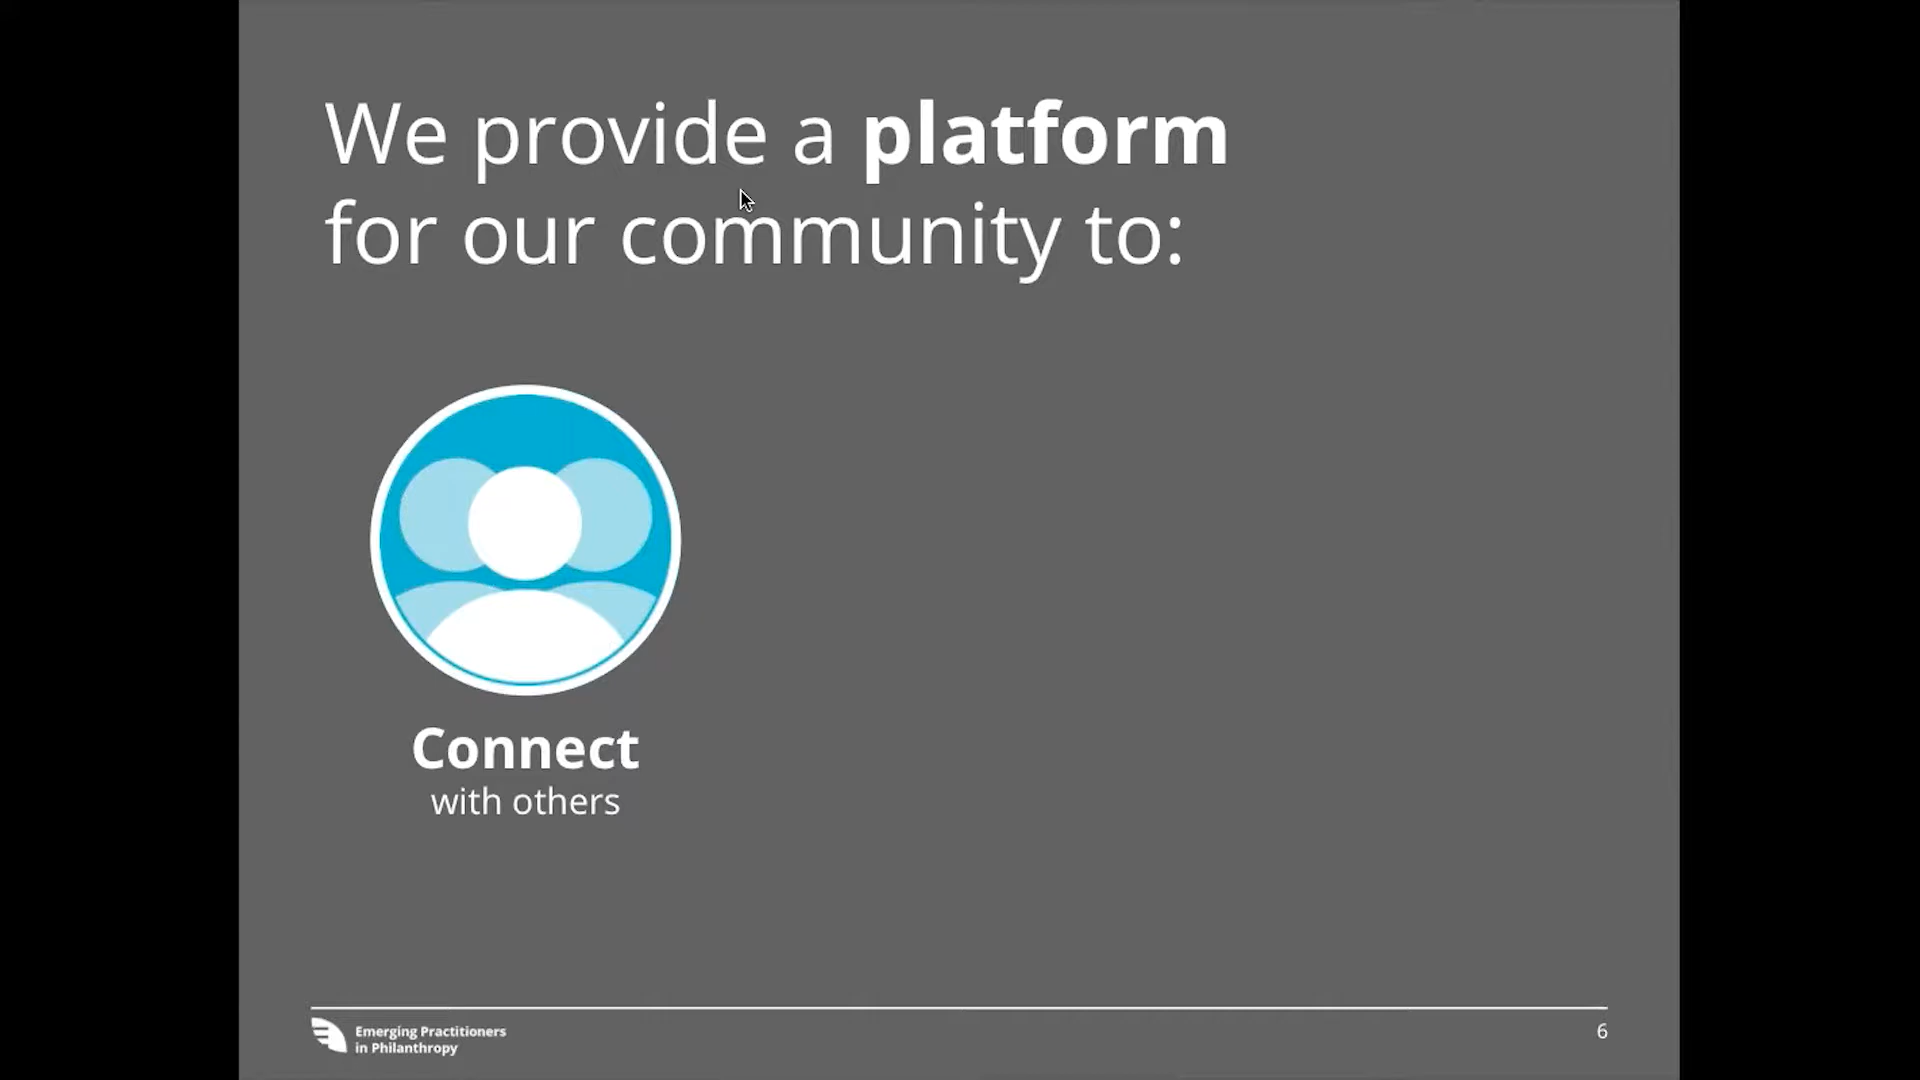 We provide a platform
for our community to:
Connect
with others
Emerging Practitioners
in Philanthropy
6